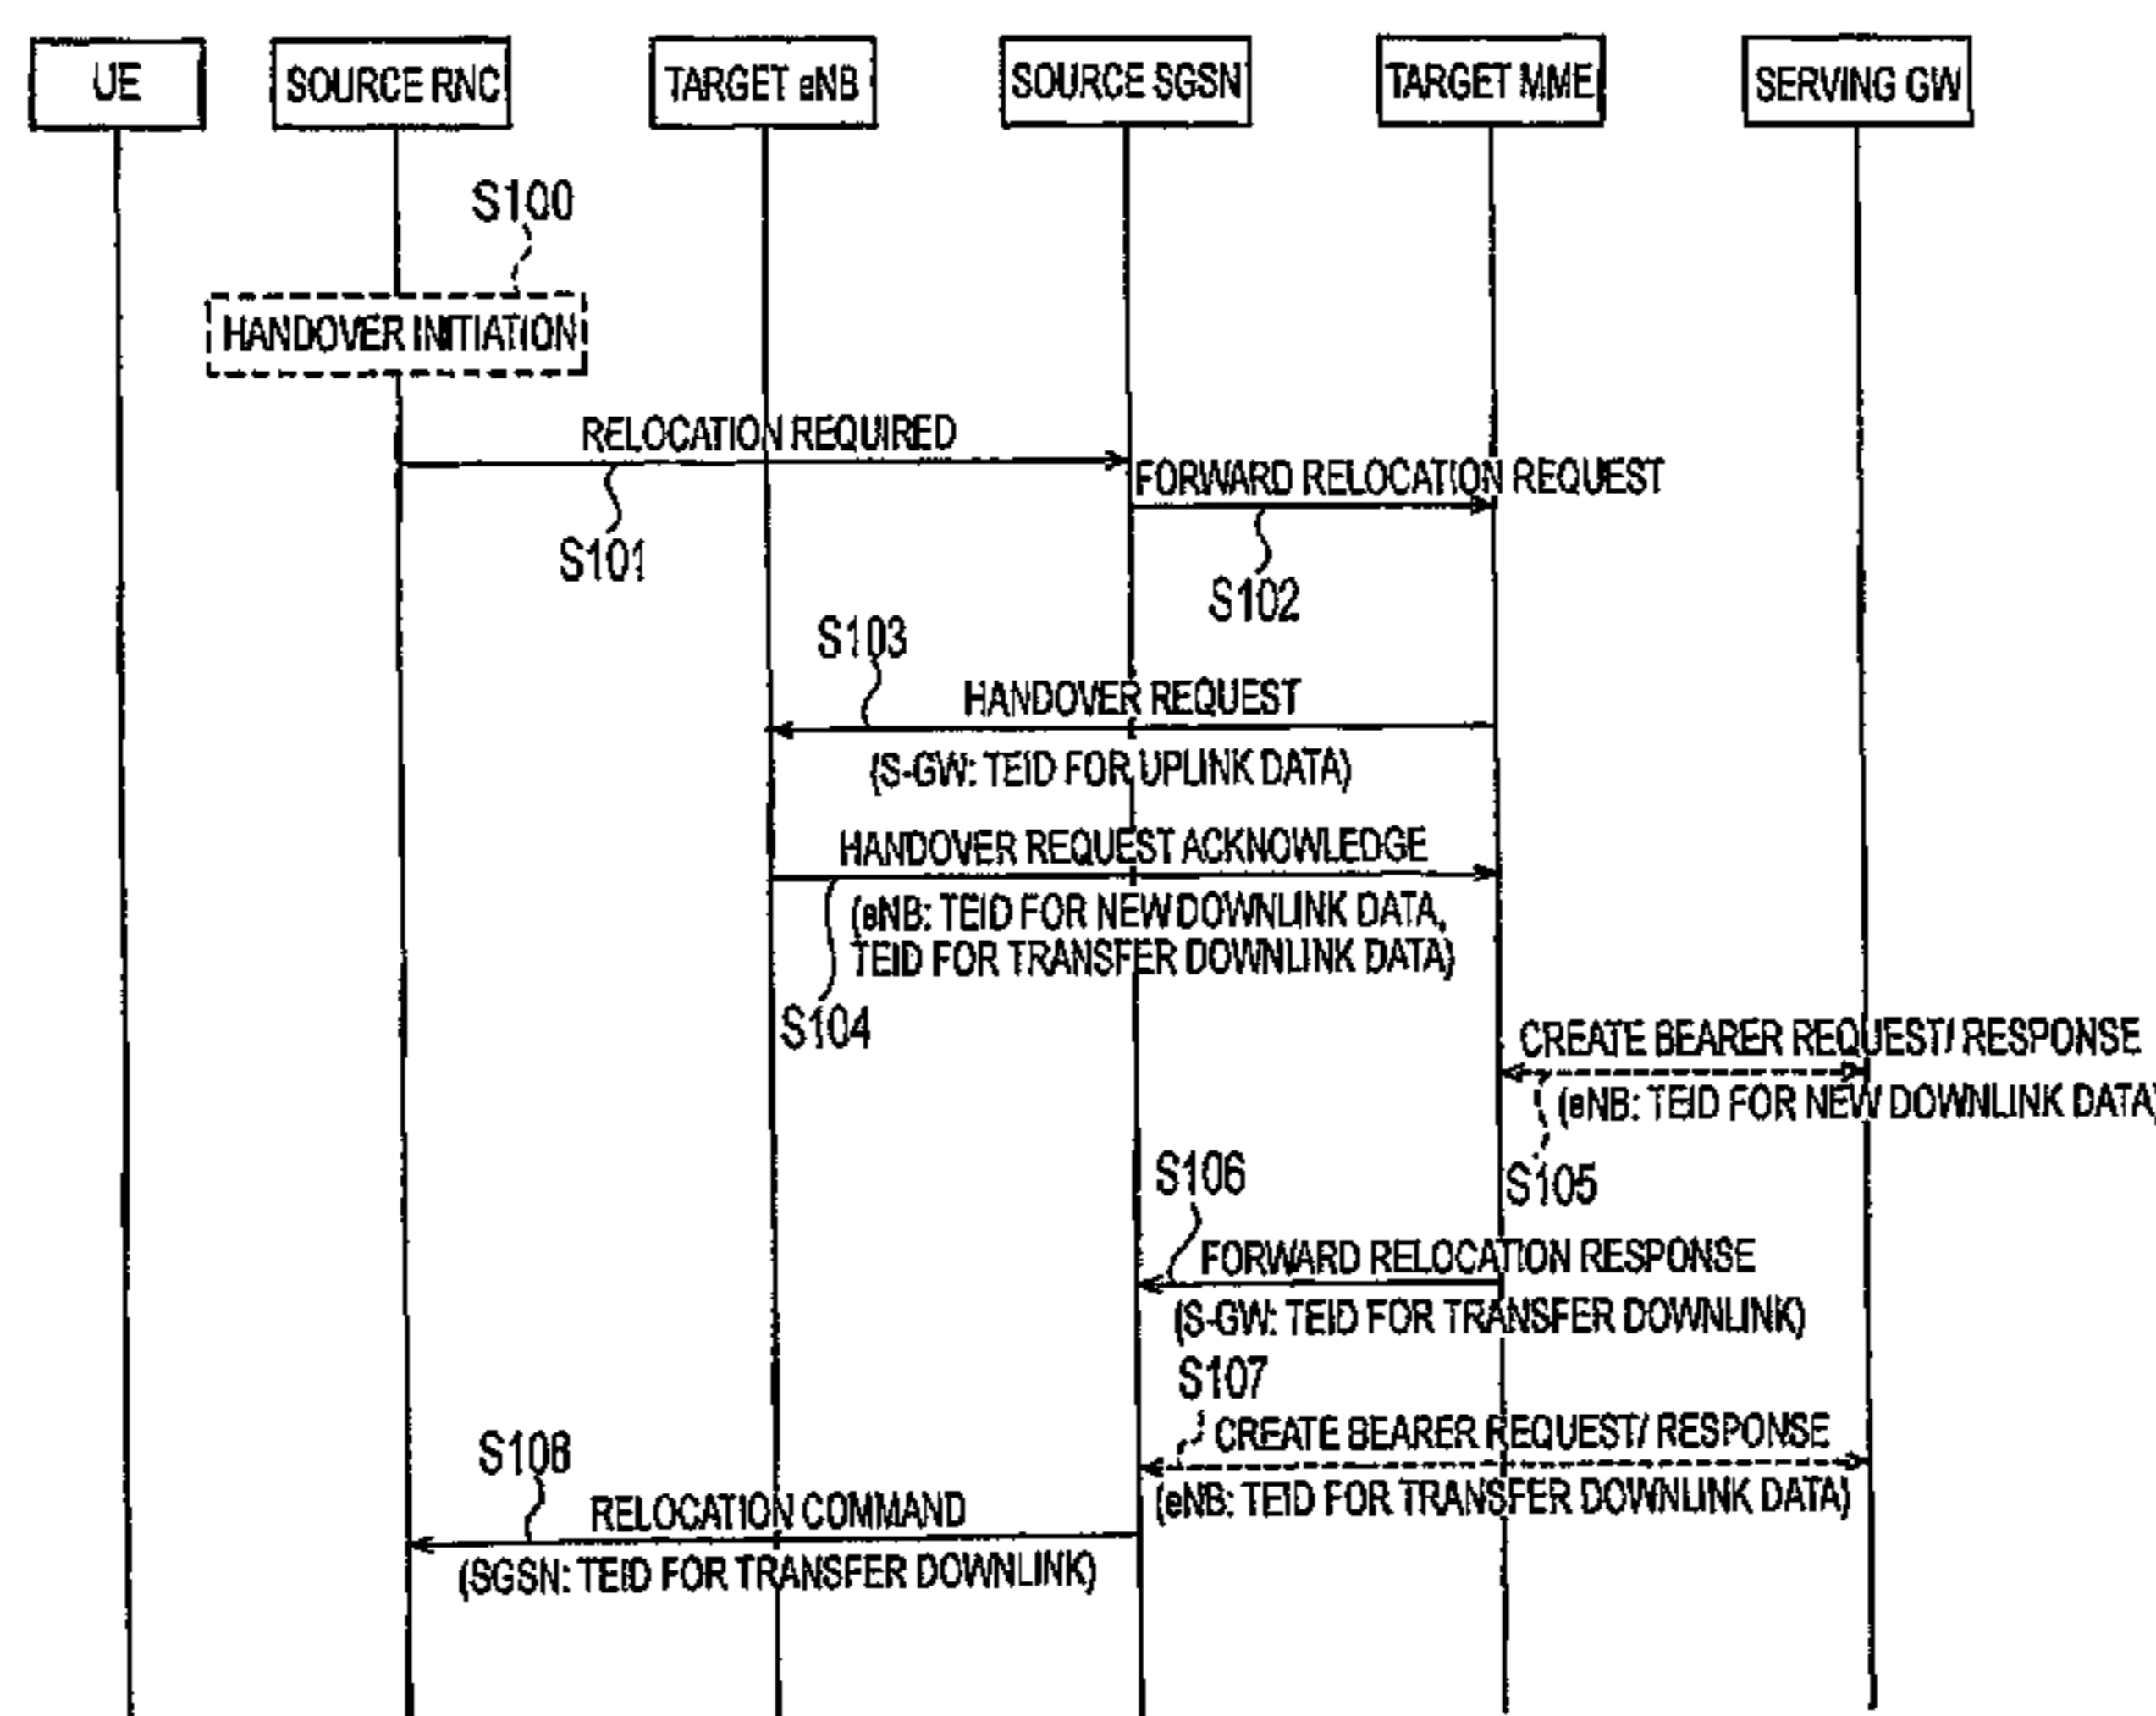 UE
SOURCE RNC
TARGET eNB
SOURCE SGSN
TARGET MME
SERVING GW
S100
HANDOVER INITIATION
RELOCATION REQUIRED
S101
FORWARD RELOCATION REQUEST
S102
S103
HANDOVER REQUEST
(S-GW: TEID FOR UPLINK DATA)
HANDOVER REQUEST ACKNOWLEDGE
(eNB: TEID FOR NEW DOWNLINK DATA,
TEID FOR TRANSFER DOWNLINK DATA)
S104
CREATE BEARER REQUEST/ RESPONSE
(eNB: TEID FOR NEW DOWNLINK DATA)
S105
S106
FORWARD RELOCATION RESPONSE
(S-GW: TEID FOR TRANSFER DOWNLINK)
S107
CREATE BEARER REQUEST/ RESPONSE
(eNB: TEID FOR TRANSFER DOWNLINK DATA)
S108
RELOCATION COMMAND
(SGSN: TEID FOR TRANSFER DOWNLINK)